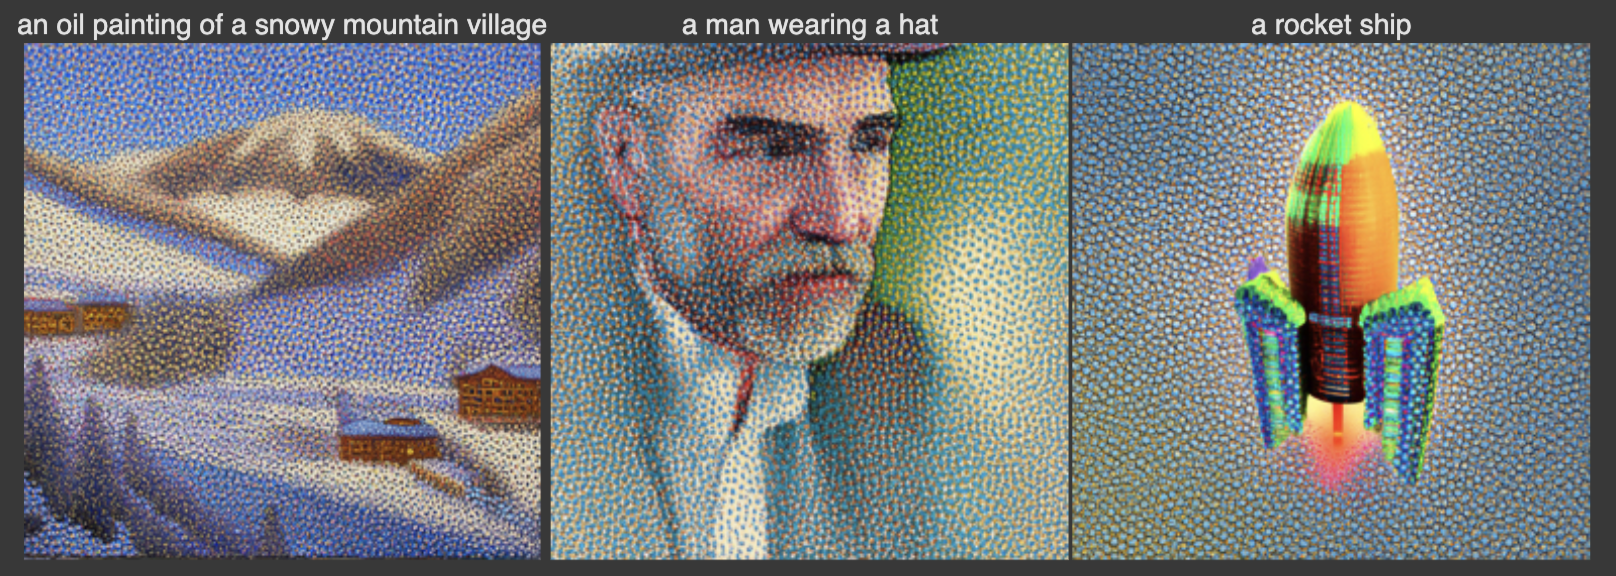 an oil painting of a snowy mountain village
a man wearing a hat
a rocket ship